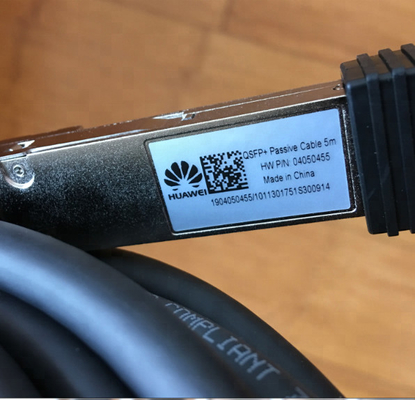 QSFP+ Passive Cable 5m
HW P/N: 04050455
Made in China
HUAWEI
1904050455/1011301751S300914
COMPLIANT